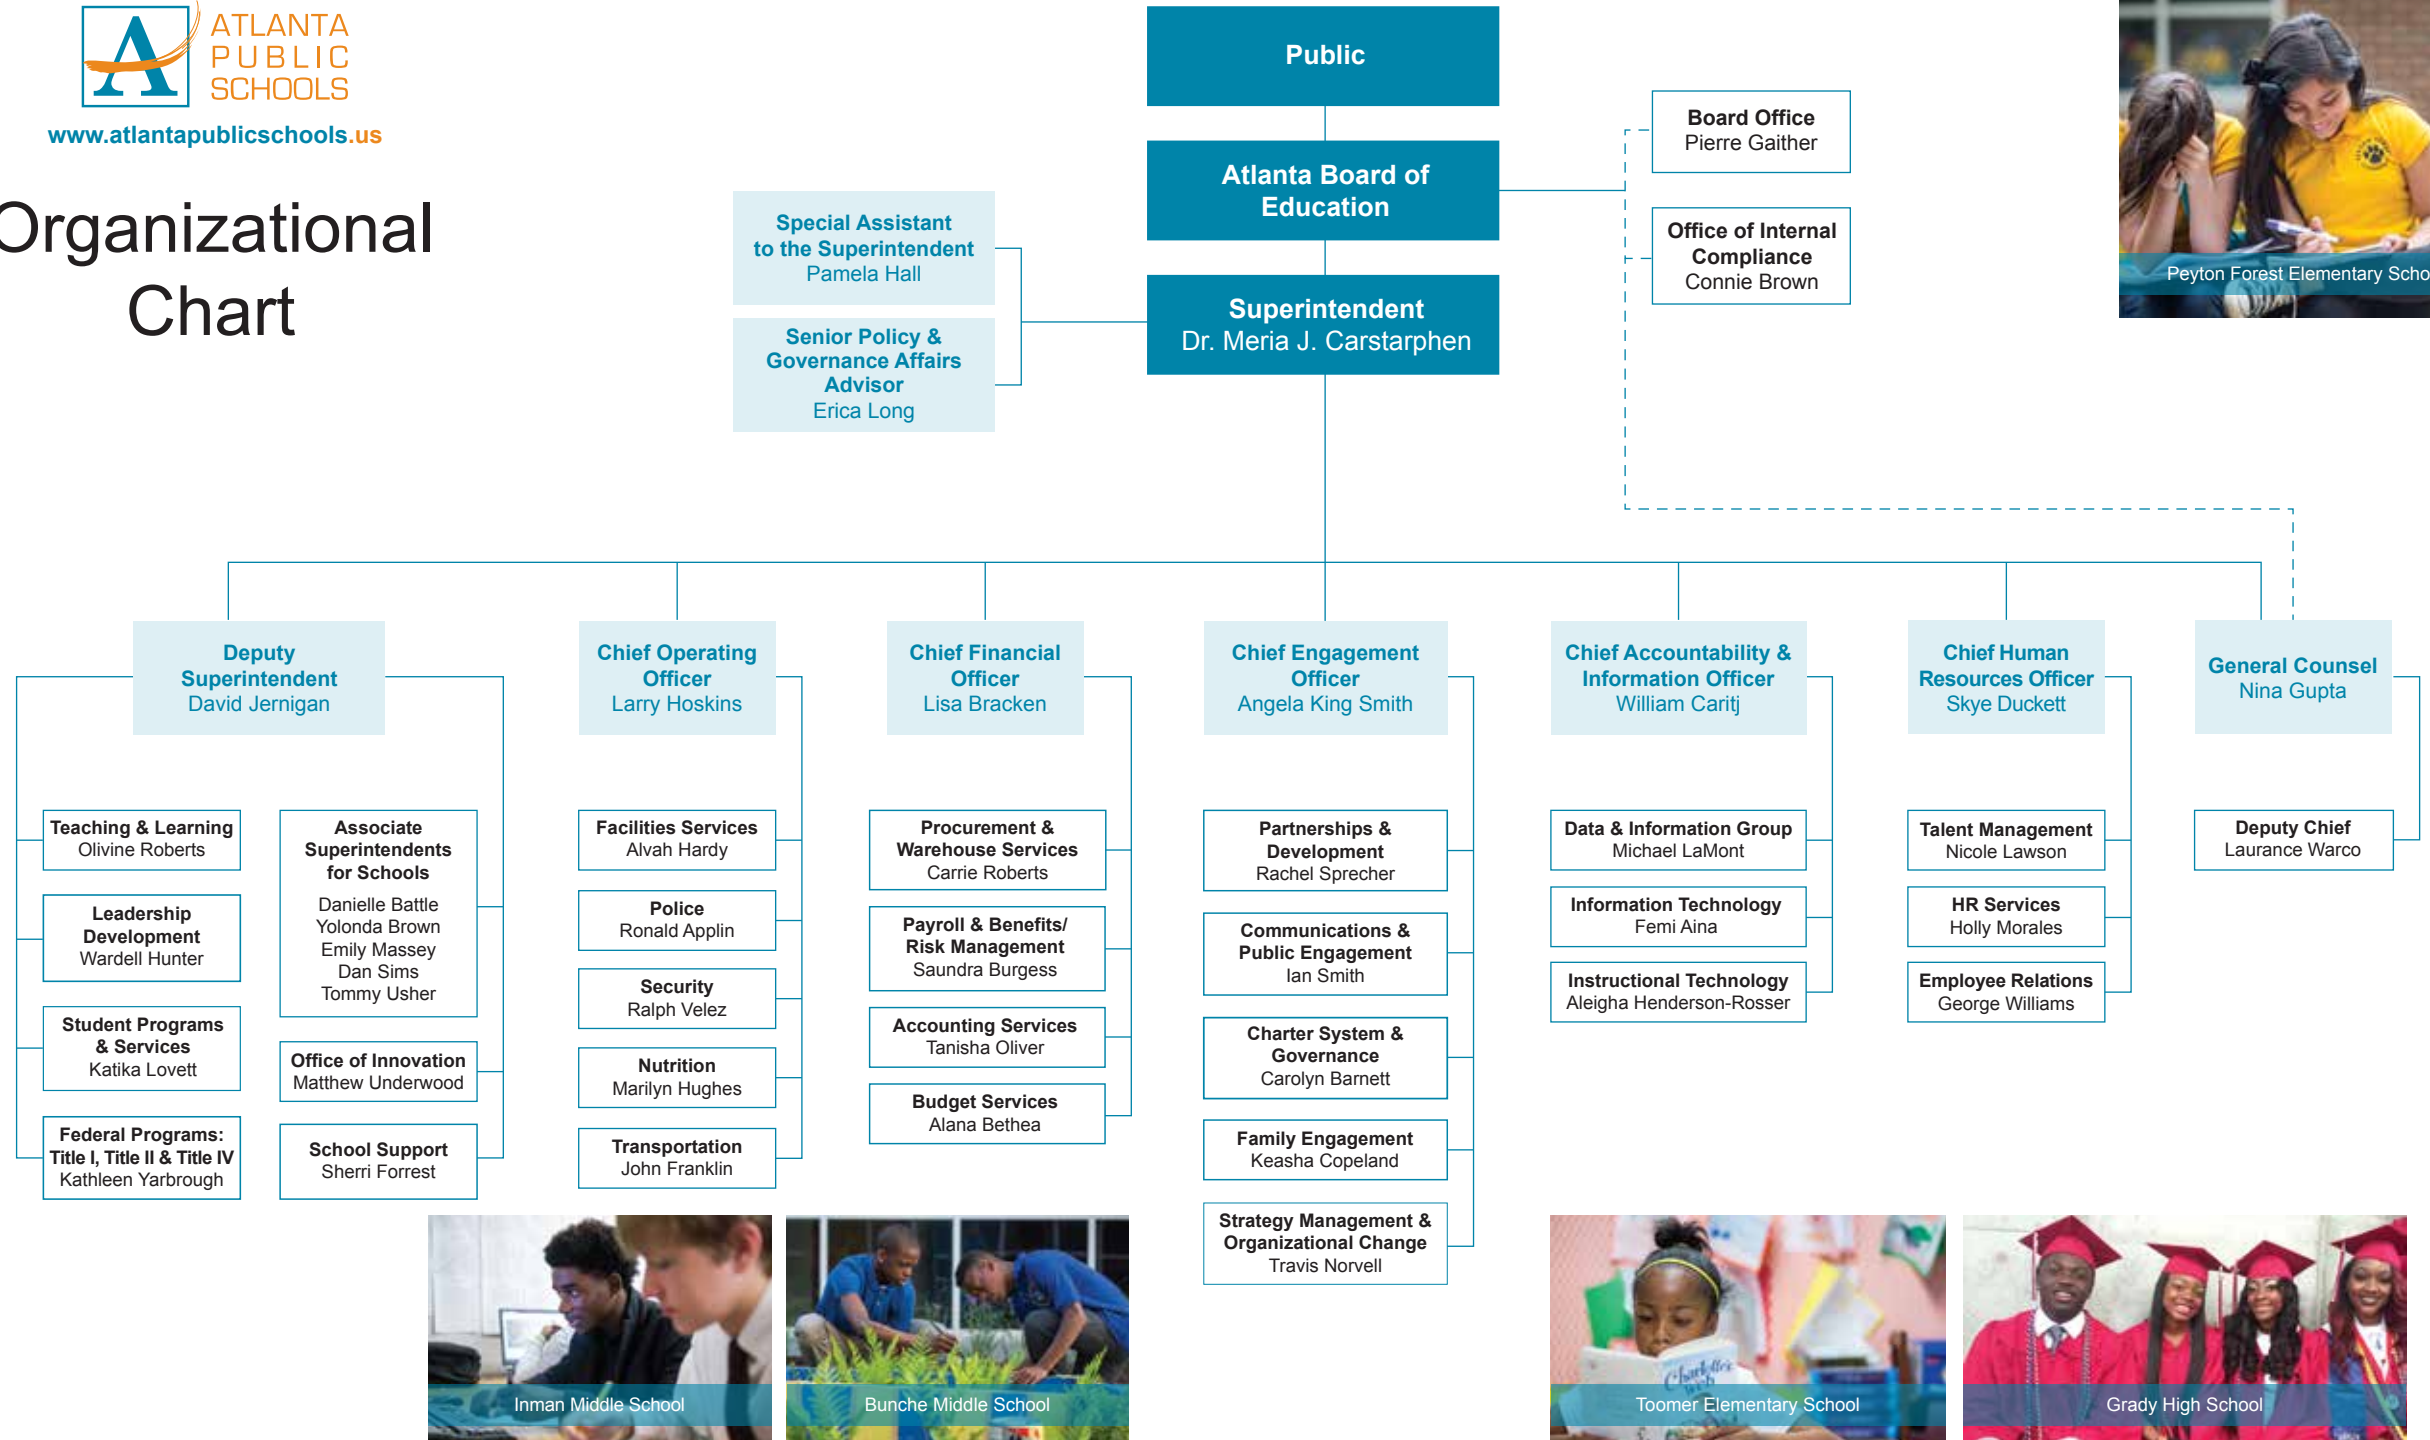 ATLANTA
PUBLIC
SCHOOLS
www.atlantapublicschools.us
Organizational
Chart
Public
Atlanta Board of
Education
Superintendent
Dr. Meria J. Carstarphen
Special Assistant
to the Superintendent
Pamela Hall
Senior Policy &
Governance Affairs
Advisor
Erica Long
Board Office
Pierre Gaither
Office of Internal
Compliance
Connie Brown
Peyton Forest Elementary Scho
Deputy
Superintendent
David Jernigan
Teaching & Learning
Olivine Roberts
Leadership
Development
Wardell Hunter
Student Programs
& Services
Katika Lovett
Federal Programs:
Title I, Title II & Title IV
Kathleen Yarbrough
Associate
Superintendents
for Schools
Danielle Battle
Yolonda Brown
Emily Massey
Dan Sims
Tommy Usher
Office of Innovation
Matthew Underwood
School Support
Sherri Forrest
Chief Operating
Officer
Larry Hoskins
Facilities Services
Alvah Hardy
Police
Ronald Applin
Security
Ralph Velez
Nutrition
Marilyn Hughes
Transportation
John Franklin
Chief Financial
Officer
Lisa Bracken
Procurement &
Warehouse Services
Carrie Roberts
Payroll & Benefits/
Risk Management
Saundra Burgess
Accounting Services
Tanisha Oliver
Budget Services
Alana Bethea
Chief Engagement
Officer
Angela King Smith
Partnerships &
Development
Rachel Sprecher
Communications &
Public Engagement
Ian Smith
Charter System &
Governance
Carolyn Barnett
Family Engagement
Keasha Copeland
Strategy Management &
Organizational Change
Travis Norvell
Chief Accountability &
Information Officer
William Caritj
Data & Information Group
Michael LaMont
Information Technology
Femi Aina
Instructional Technology
Aleigha Henderson-Rosser
Chief Human
Resources Officer
Skye Duckett
Talent Management
Nicole Lawson
HR Services
Holly Morales
Employee Relations
George Williams
General Counsel
Nina Gupta
Deputy Chief
Laurance Warco
Inman Middle School
Bunche Middle School
Charlotte's
Web
Toomer Elementary School
Grady High School